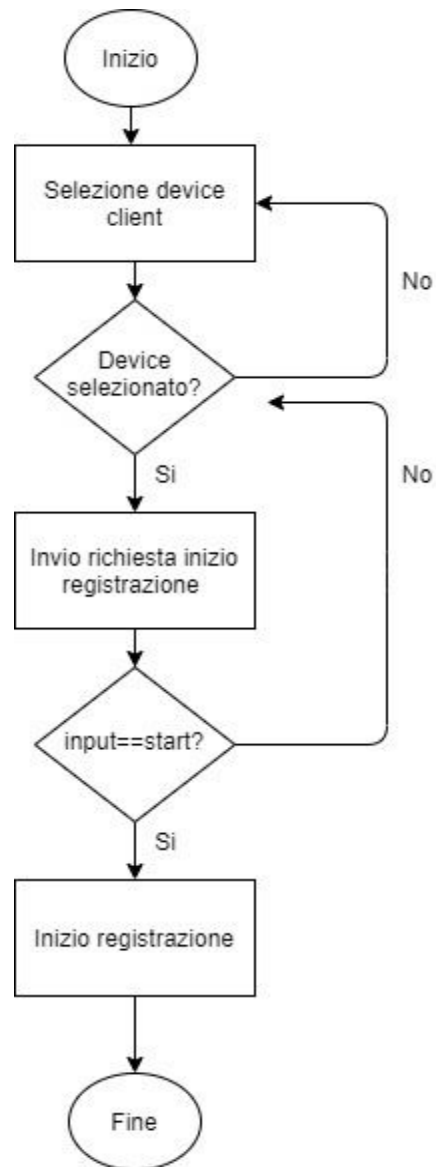 Inizio
Selezione device
client
No
Device
selezionato?
No
Si
Invio richiesta inizio
registrazione
input==start?
Si
Inizio registrazione
Fine